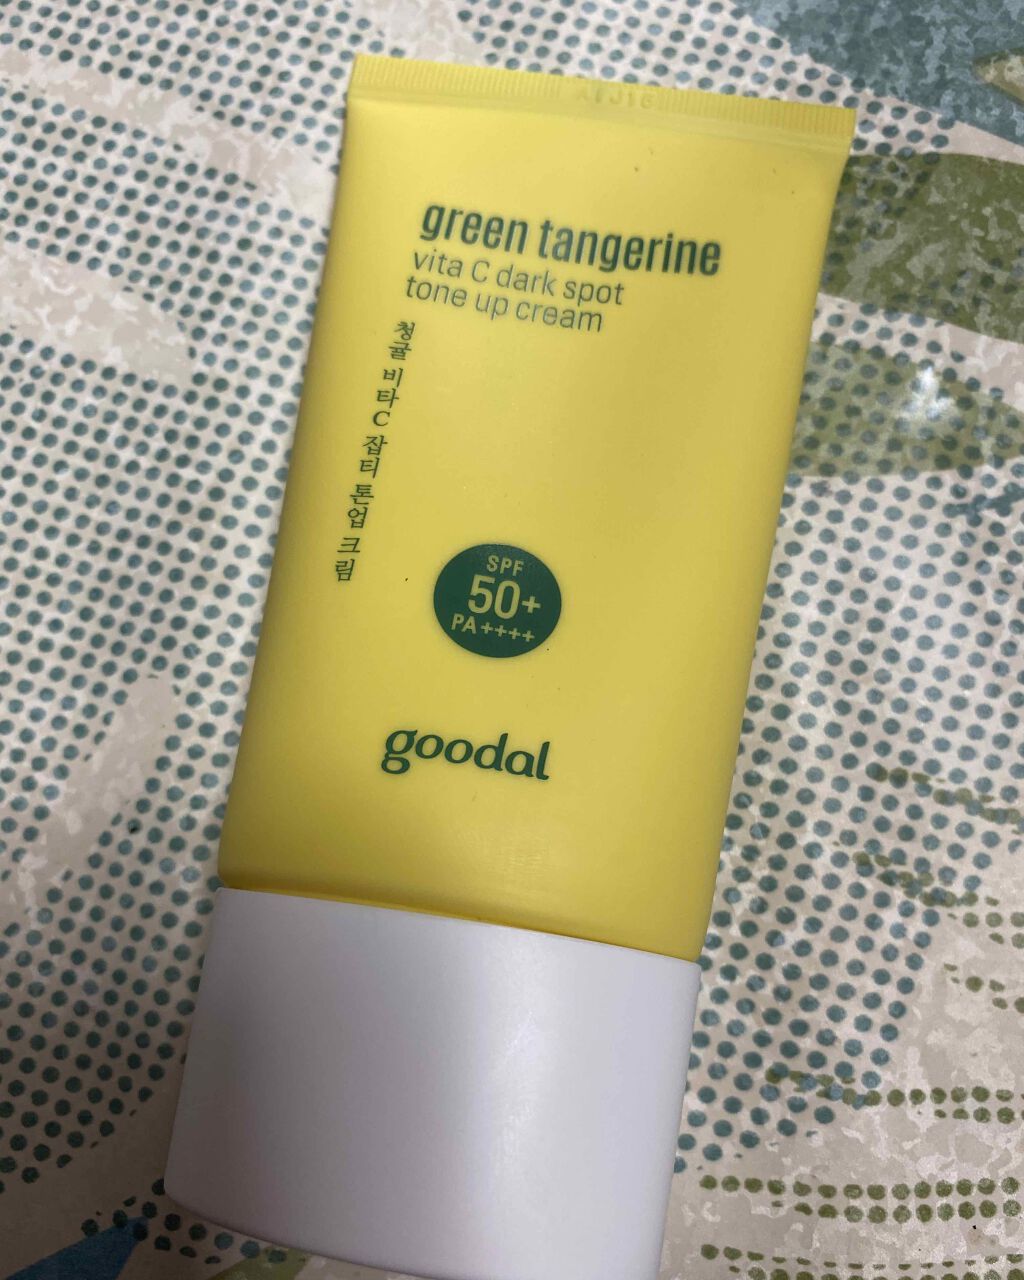 green tangerine
vita C dark spot
tone up cream
청귤 비타C 잡티 톤업 크림
SPF
50+
PA++++
goodal